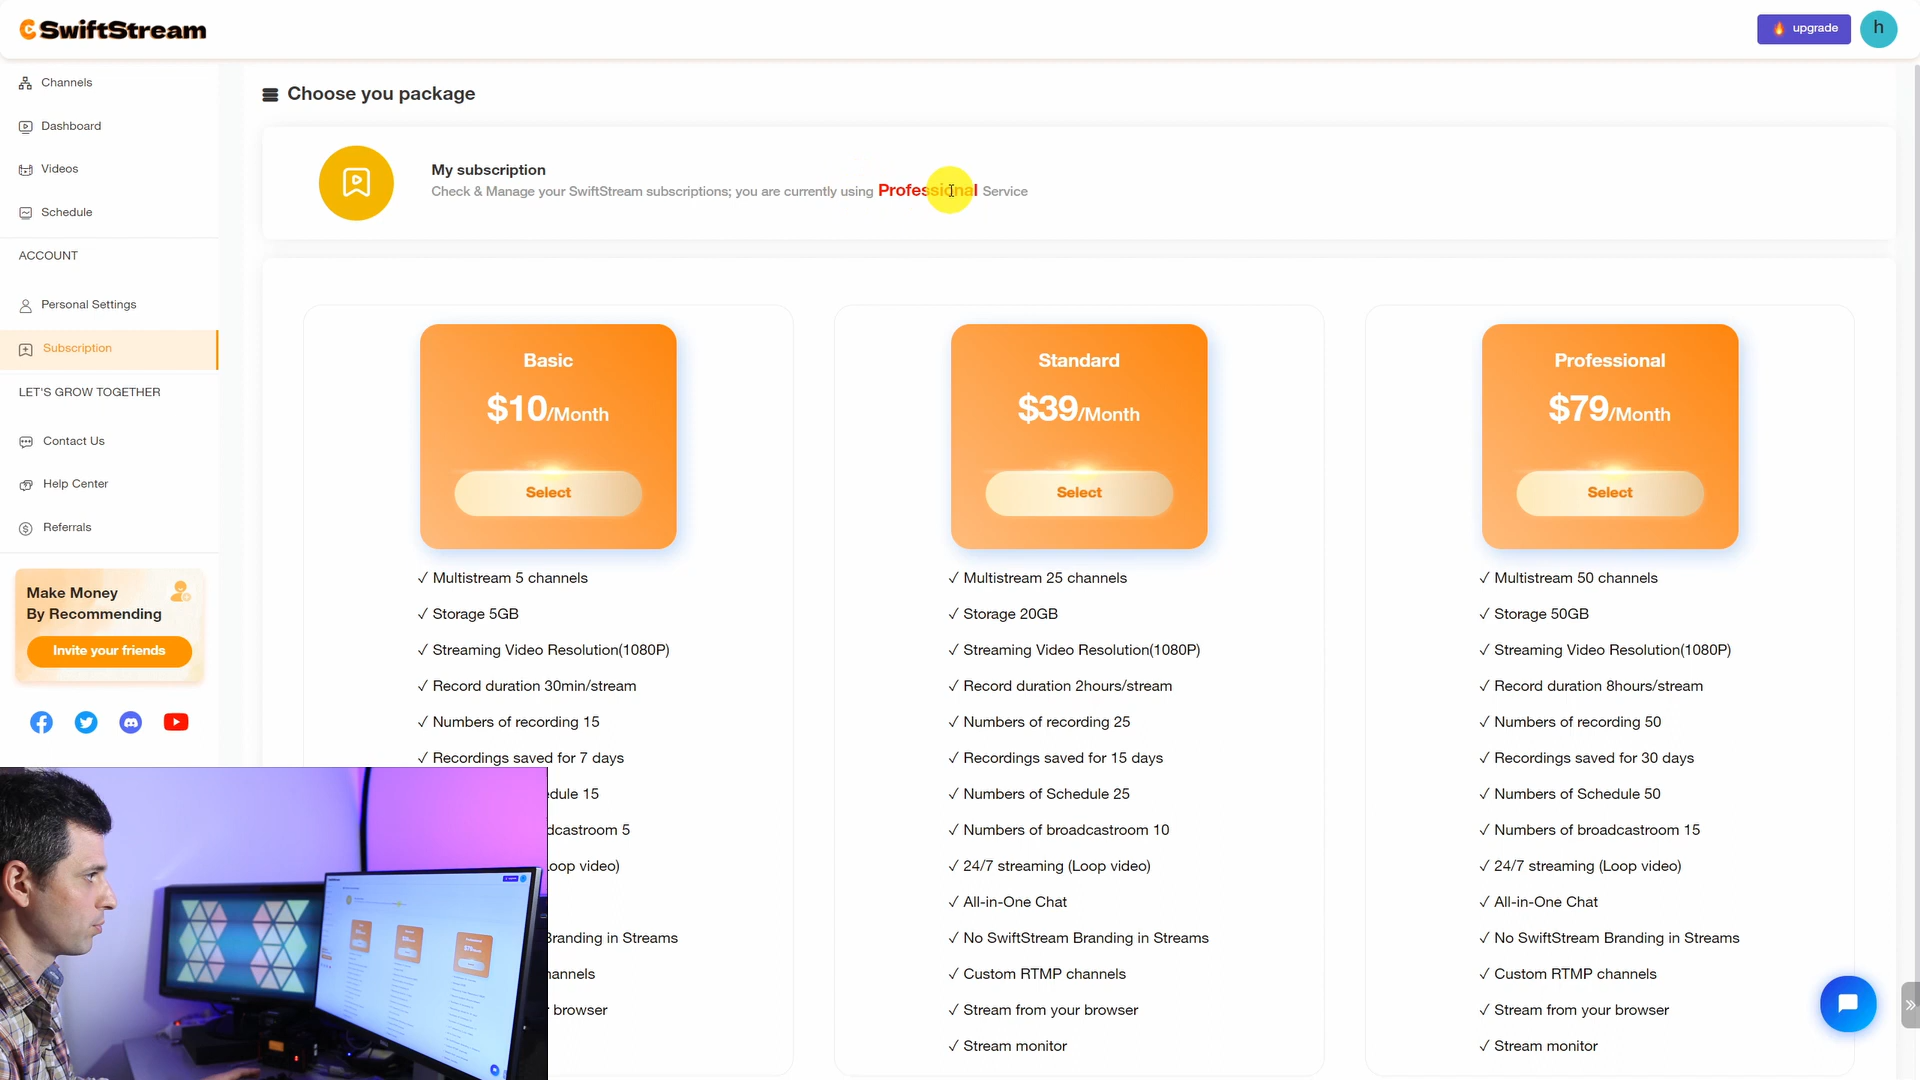 SwiftStream
upgrade
h
Channels
Dashboard
Videos
Schedule
ACCOUNT
Personal Settings
Subscription
LET'S GROW TOGETHER
Contact Us
Help Center
Referrals
Make Money
By Recommending
Invite your friends
Choose you package
My subscription
Check & Manage your SwiftStream subscriptions; you are currently using Professional Service
Basic
$10/Month
Select
✓ Multistream 5 channels
✓ Storage 5GB
✓ Streaming Video Resolution(1080P)
✓ Record duration 30min/stream
✓ Numbers of recording 15
✓ Recordings saved for 7 days
15
5
video)
Branding in Streams
browser
Standard
$39/Month
Select
✓ Multistream 25 channels
✓ Storage 20GB
✓ Streaming Video Resolution(1080P)
✓ Record duration 2hours/stream
✓ Numbers of recording 25
✓ Recordings saved for 15 days
✓ Numbers of Schedule 25
✓ Numbers of broadcastroom 10
✓ 24/7 streaming (Loop video)
✓ All-in-One Chat
✓ No SwiftStream Branding in Streams
✓ Custom RTMP channels
✓ Stream from your browser
✓ Stream monitor
Professional
$79/Month
Select
✓ Multistream 50 channels
✓ Storage 50GB
✓ Streaming Video Resolution(1080P)
✓ Record duration 8hours/stream
✓ Numbers of recording 50
✓ Recordings saved for 30 days
✓ Numbers of Schedule 50
✓ Numbers of broadcastroom 15
✓ 24/7 streaming (Loop video)
✓ All-in-One Chat
✓ No SwiftStream Branding in Streams
✓ Custom RTMP channels
✓ Stream from your browser
✓ Stream monitor